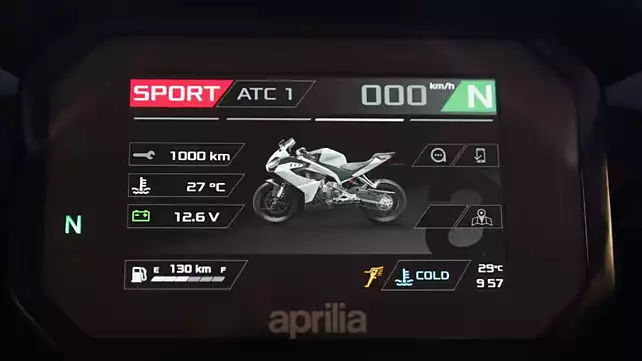 SPORT ATC 1 000 km/h N
1000 km
27 °C
12.6 V
N
E 130 km F COLD 29°C
9 57
aprilia